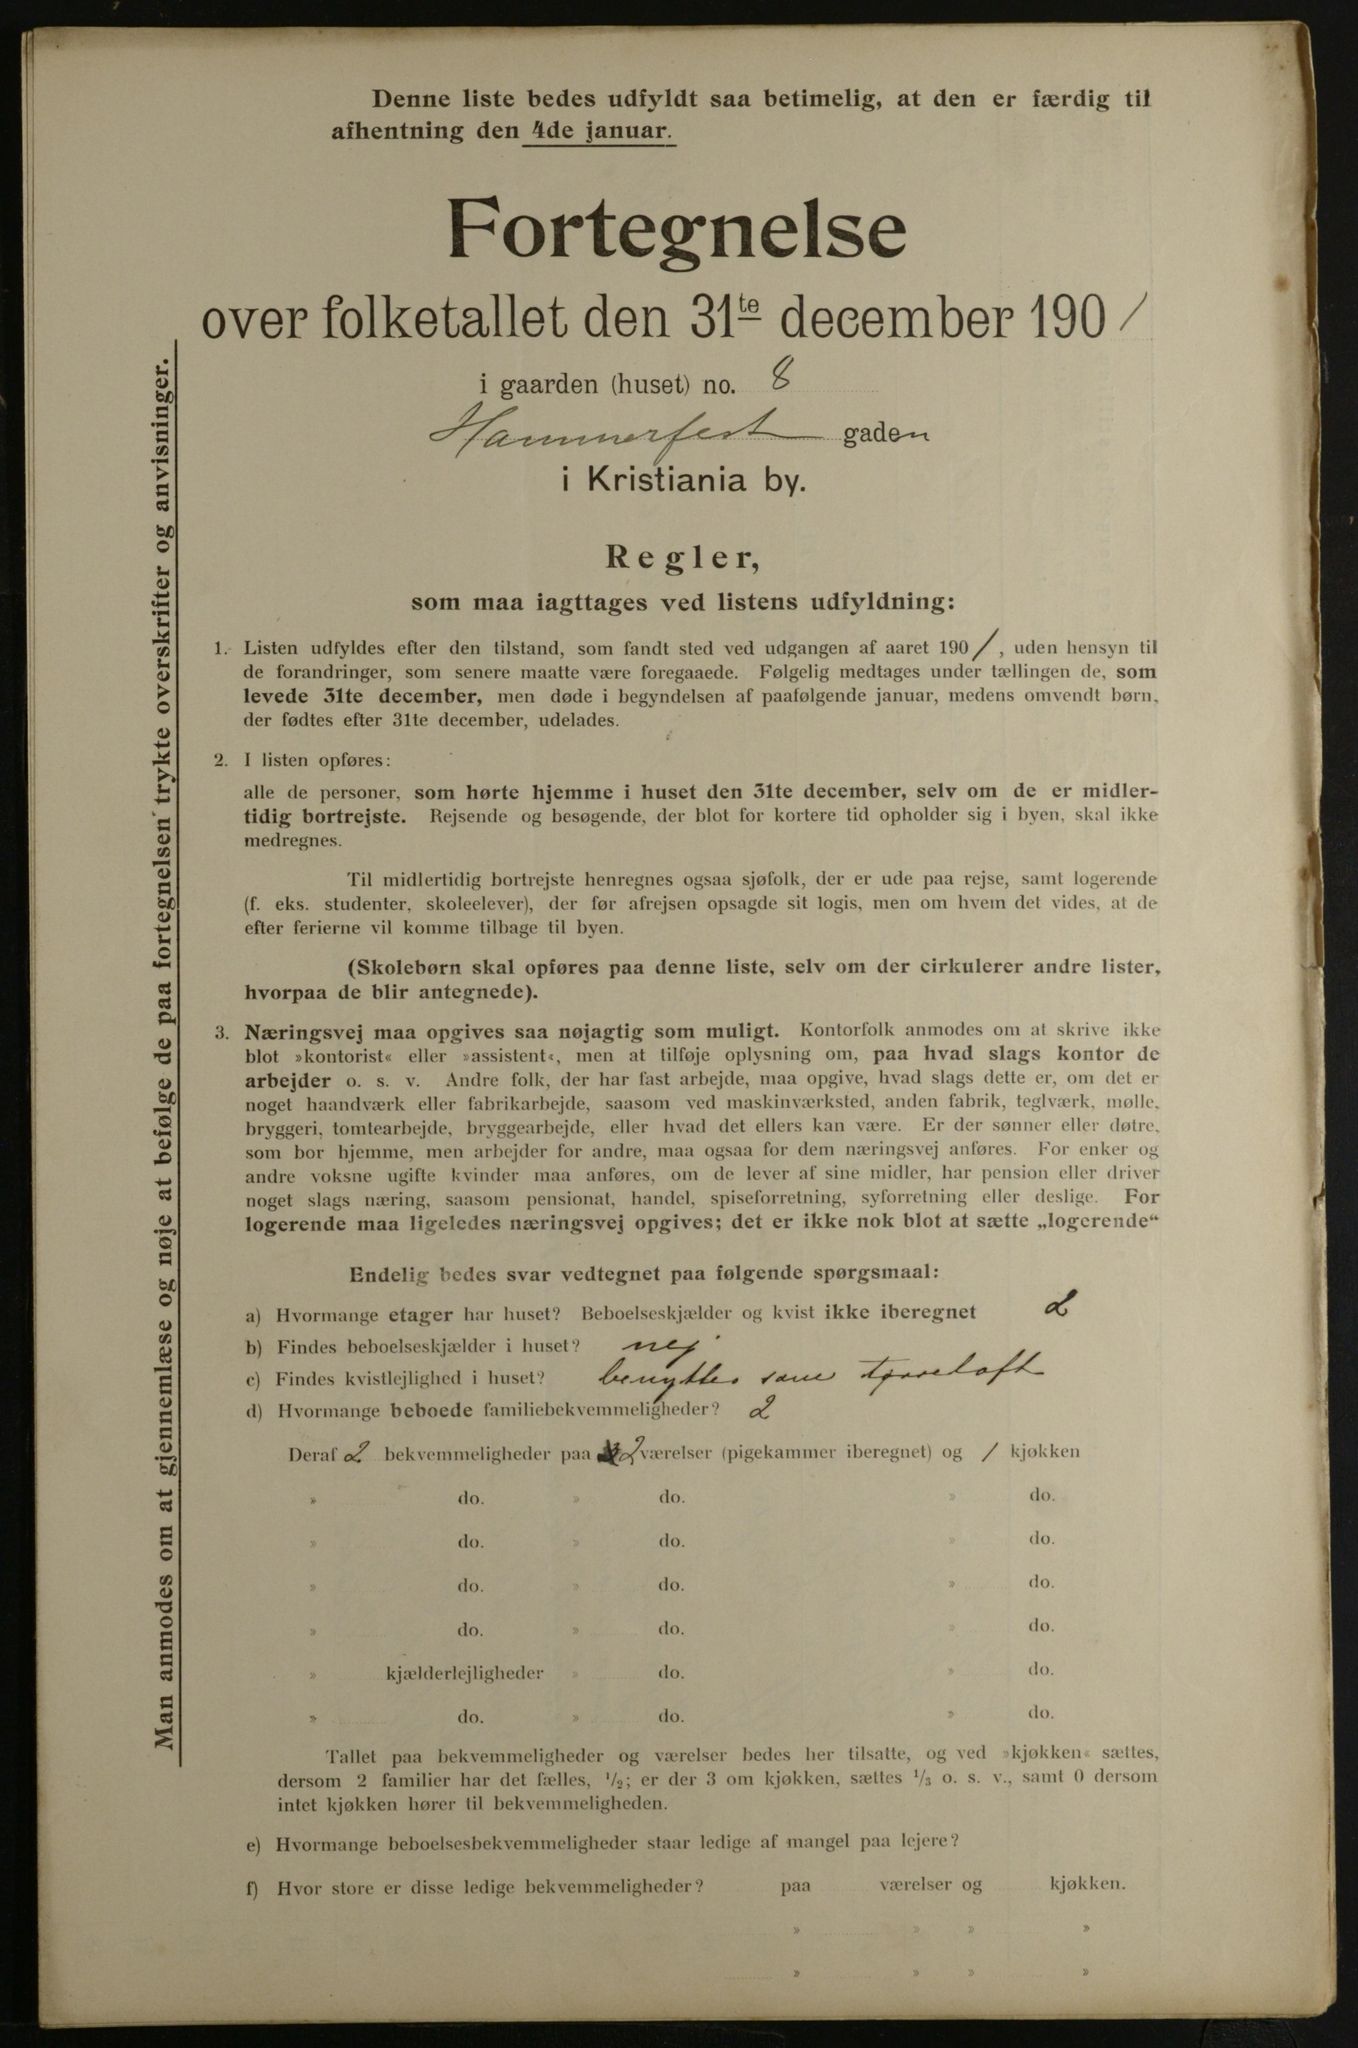 Denne liste bedes udfyldt saa betimelig, at den er færdig til
afhentning den 4de januar.
Fortegnelse
over folketallet den 31te december 190 1
i gaarden (huset) no. 8
Hammerfest gaden
i Kristiania by.
Regler,
som maa iagttages ved listens udfyldning:
1. Listen udfyldes efter den tilstand, som fandt sted ved udgangen af aaret 190 1, uden hensyn til
de forandringer, som senere maatte være foregaaede. Følgelig medtages under tællingen de, som
levede 31te december, men døde i begyndelsen af paafølgende januar, medens omvendt børn,
der fødtes efter 31te december, udelades.
2. I listen opføres:
alle de personer, som hørte hjemme i huset den 31te december, selv om de er midler-
tidig bortrejste. Rejsende og besøgende, der blot for kortere tid opholder sig i byen, skal ikke
medregnes.
Til midlertidig bortrejste henregnes ogsaa sjøfolk, der er ude paa rejse, samt logerende
(f. eks. studenter, skoleelever), der før afrejsen opsagde sit logis, men om hvem det vides, at de
efter ferierne vil komme tilbage til byen.
(Skolebørn skal opføres paa denne liste, selv om der cirkulerer andre lister,
hvorpaa de blir antegnede).
3. Næringsvej maa opgives saa nøjagtig som muligt. Kontorfolk anmodes om at skrive ikke
blot »kontorist« eller »assistent«, men at tilføje oplysning om, paa hvad slags kontor de
arbejder o. s. v. Andre folk, der har fast arbejde, maa opgive, hvad slags dette er, om det er
noget haandværk eller fabrikarbejde, saasom ved maskinværksted, anden fabrik, teglværk, mølle,
bryggeri, tomtearbejde, bryggearbejde, eller hvad det ellers kan være. Er der sønner eller døtre,
som bor hjemme, men arbejder for andre, maa ogsaa for dem næringsvej anføres. For enker og
andre voksne ugifte kvinder maa anføres, om de lever af sine midler, har pension eller driver
noget slags næring, saasom pensionat, handel, spiseforretning, syforretning eller deslige. For
logerende maa ligeledes næringsvej opgives; det er ikke nok blot at sætte „logerende“
Endelig bedes svar vedtegnet paa følgende spørgsmaal:
a) Hvormange etager har huset? Beboelseskjælder og kvist ikke iberegnet 2
b) Findes beboelseskjælder i huset? nej
c) Findes kvistlejlighed i huset? benyttes som tørreloft
d) Hvormange beboede familiebekvemmeligheder? 2
Deraf 2 bekvemmeligheder paa 2 værelser (pigekammer iberegnet) og 1 kjøkken
» do. » do. » do.
» do. » do. » do.
» do. » do. » do.
» do. » do. » do.
» kjælderlejligheder » do. » do.
» do. » do. » do.
Tallet paa bekvemmeligheder og værelser bedes her tilsatte, og ved »kjøkken« sættes,
dersom 2 familier har det fælles, 1/2; er der 3 om kjøkken, sættes 1/3 o. s. v., samt 0 dersom
intet kjøkken hører til bekvemmeligheden.
e) Hvormange beboelsesbekvemmeligheder staar ledige af mangel paa lejere?
f) Hvor store er disse ledige bekvemmeligheder? paa værelser og kjøkken.
» » » »
» » » »
Man anmodes om at gjennemlæse og nøje at befølge de paa fortegnelsen trykte overskrifter og anvisninger.